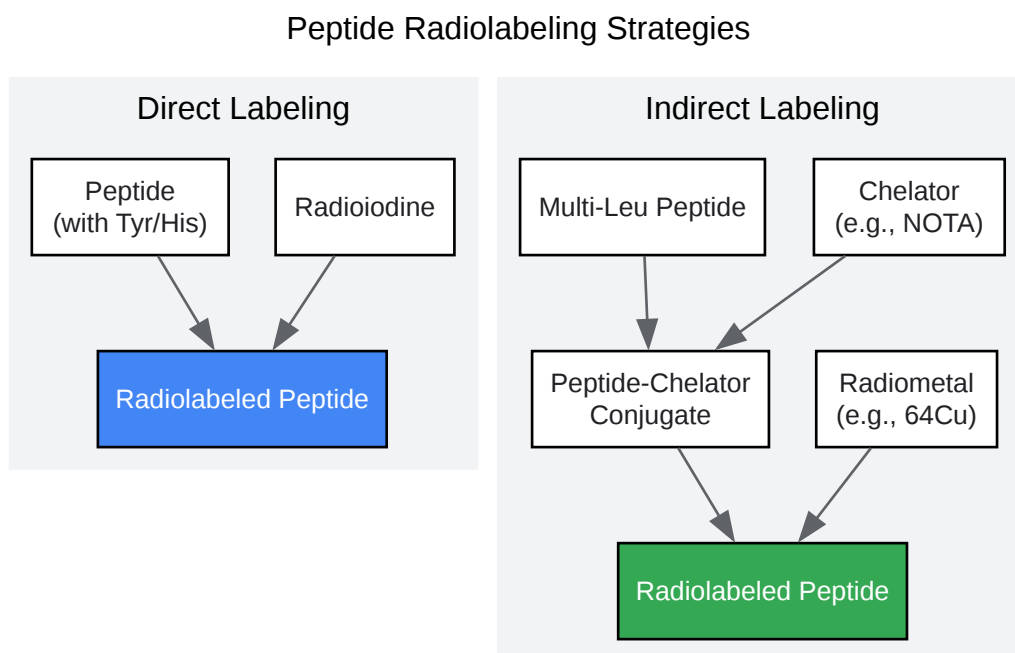 Peptide Radiolabeling Strategies
Direct Labeling
Peptide
(with Tyr/His)
Radioiodine
Radiolabeled Peptide
Indirect Labeling
Multi-Leu Peptide
Chelator
(e.g., NOTA)
Peptide-Chelator
Conjugate
Radiometal
(e.g., 64Cu)
Radiolabeled Peptide